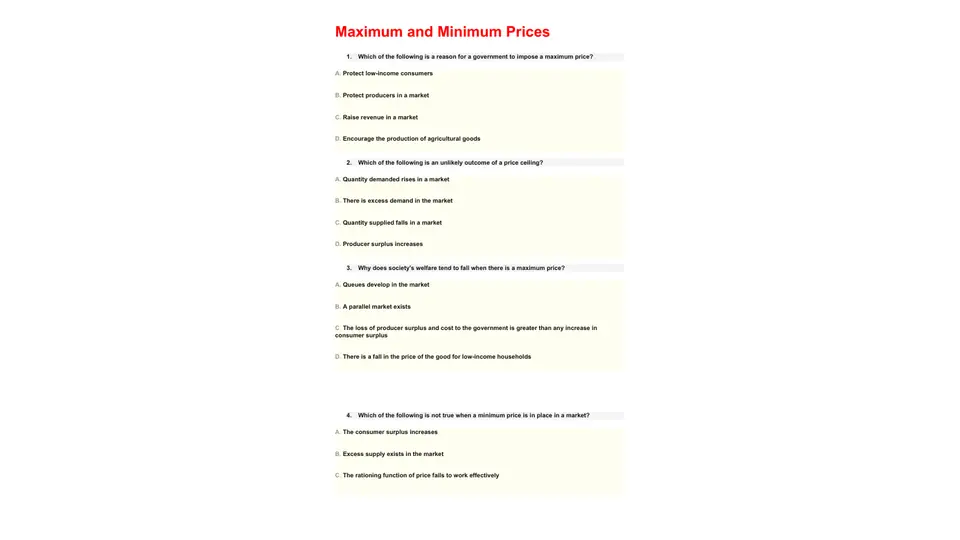 Maximum and Minimum Prices
1. Which of the following is a reason for a government to impose a maximum price?
A. Protect low-income consumers
B. Protect producers in a market
C. Raise revenue in a market
D. Encourage the production of agricultural goods
2. Which of the following is an unlikely outcome of a price ceiling?
A. Quantity demanded rises in a market
B. There is excess demand in the market
C. Quantity supplied falls in a market
D. Producer surplus increases
3. Why does society's welfare tend to fall when there is a maximum price?
A. Queues develop in the market
B. A parallel market exists
C. The loss of producer surplus and cost to the government is greater than any increase in
consumer surplus
D. There is a fall in the price of the good for low-income households
4. Which of the following is not true when a minimum price is in place in a market?
A. The consumer surplus increases
B. Excess supply exists in the market
C. The rationing function of price fails to work effectively